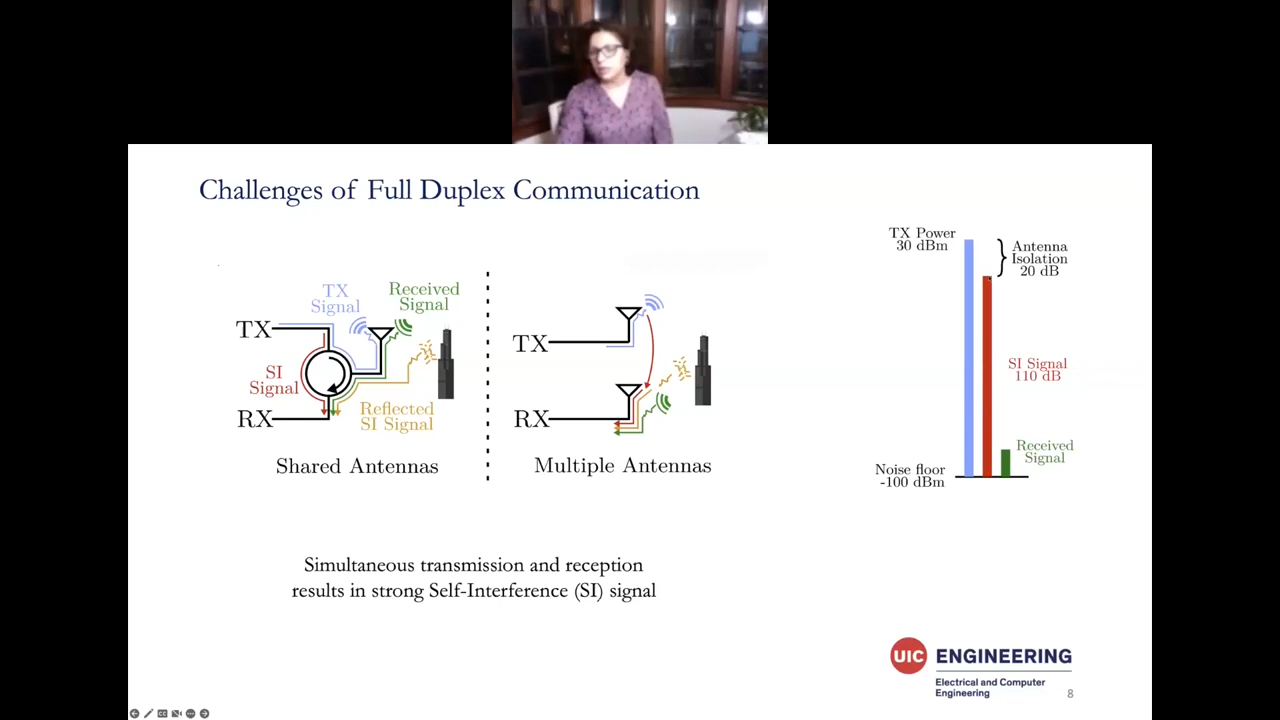 Challenges of Full Duplex Communication
TX
Signal
Received
Signal
TX
SI
Signal
RX
Reflected
SI Signal
Shared Antennas
TX
RX
Multiple Antennas
TX Power
30 dBm
Antenna
Isolation
20 dB
SI Signal
110 dB
Received
Signal
Noise floor
-100 dBm
Simultaneous transmission and reception
results in strong Self-Interference (SI) signal
UIC ENGINEERING
Electrical and Computer
Engineering
8